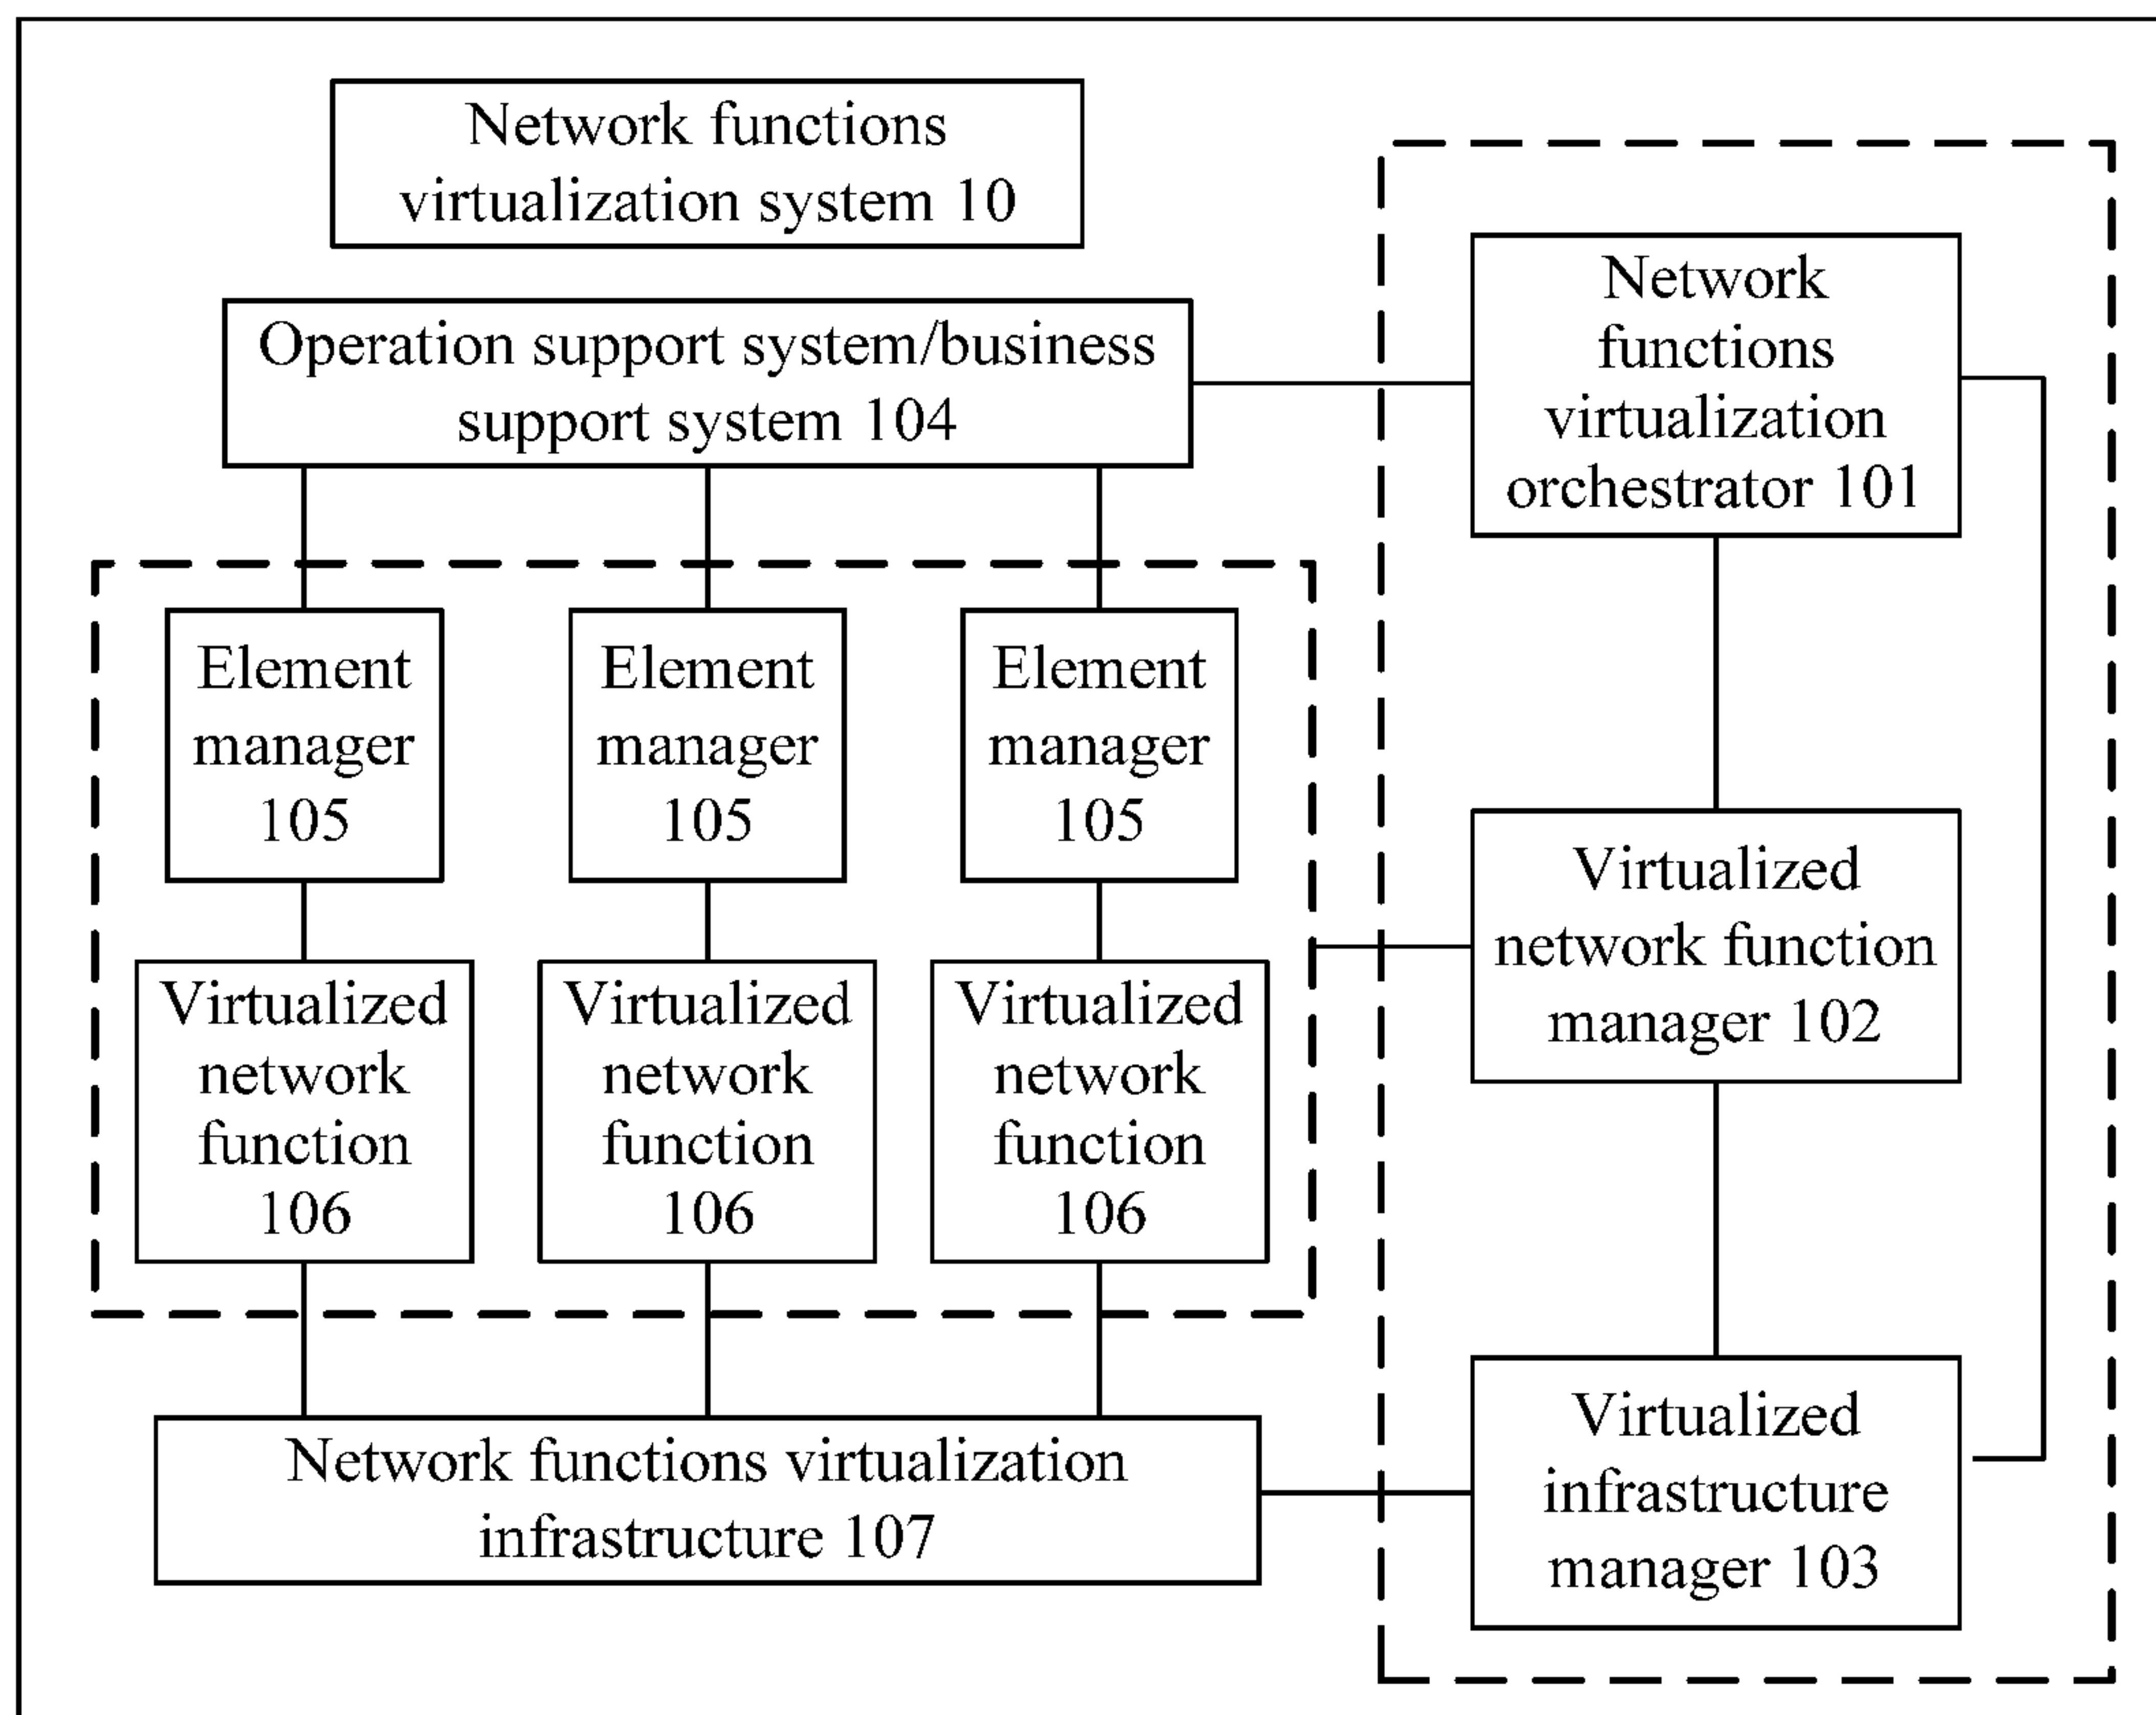 Network functions
virtualization system 10
Operation support system/business
support system 104
Network
functions
virtualization
orchestrator 101
Element
manager
105
Element
manager
105
Element
manager
105
Virtualized
network function
manager 102
Virtualized
network
function
106
Virtualized
network
function
106
Virtualized
network
function
106
Network functions virtualization
infrastructure 107
Virtualized
infrastructure
manager 103